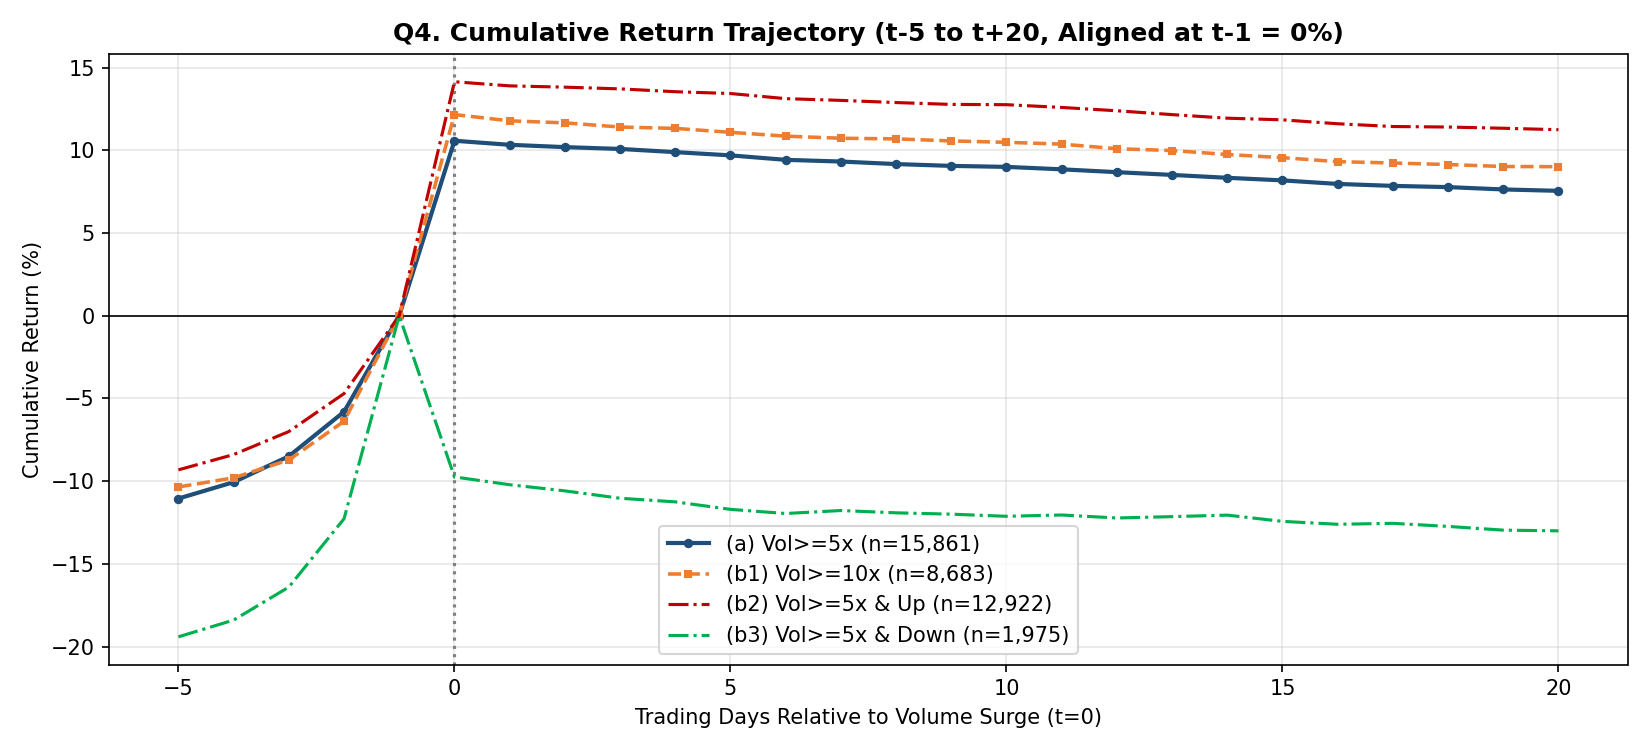 Q4. Cumulative Return Trajectory (t-5 to t+20, Aligned at t-1 = 0%)
Cumulative Return (%)
15
10
5
0
−5
−10
−15
−20
(a) Vol>=5x (n=15,861)
(b1) Vol>=10x (n=8,683)
(b2) Vol>=5x & Up (n=12,922)
(b3) Vol>=5x & Down (n=1,975)
−5 0 5 10 15 20
Trading Days Relative to Volume Surge (t=0)